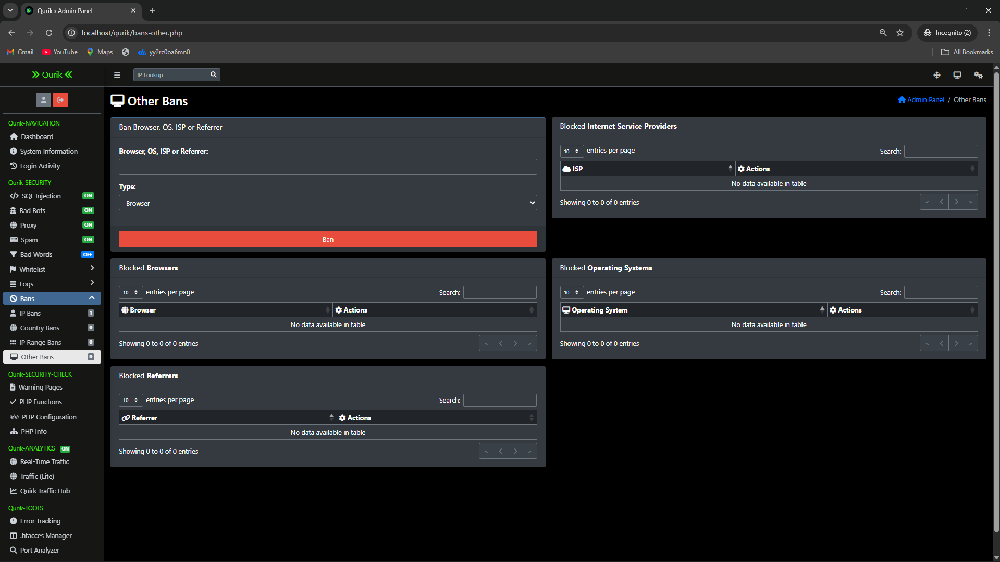 Qurik › Admin Panel
localhost/qurik/bans-other.php
Incognito (2)
Gmail
YouTube
Maps
yy2rc0oa6mn0
All Bookmarks
Qurik
IP Lookup
Other Bans
Admin Panel / Other Bans
Qurik-NAVIGATION
Dashboard
System Information
Login Activity
Qurik-SECURITY
SQL Injection ON
Bad Bots ON
Proxy ON
Spam ON
Bad Words OFF
Whitelist
Logs
Bans
IP Bans 1
Country Bans 0
IP Range Bans 0
Other Bans 0
Qurik-SECURITY-CHECK
Warning Pages
PHP Functions
PHP Configuration
PHP Info
Qurik-ANALYTICS ON
Real-Time Traffic
Traffic (Lite)
Quirk Traffic Hub
Qurik-TOOLS
Error Tracking
.htacces Manager
Port Analyzer
Ban Browser, OS, ISP or Referrer
Browser, OS, ISP or Referrer:
Type:
Browser
Ban
Blocked Internet Service Providers
10 entries per page
Search:
ISP Actions
No data available in table
Showing 0 to 0 of 0 entries
« ‹ › »
Blocked Browsers
10 entries per page
Search:
Browser Actions
No data available in table
Showing 0 to 0 of 0 entries
« ‹ › »
Blocked Operating Systems
10 entries per page
Search:
Operating System Actions
No data available in table
Showing 0 to 0 of 0 entries
« ‹ › »
Blocked Referrers
10 entries per page
Search:
Referrer Actions
No data available in table
Showing 0 to 0 of 0 entries
« ‹ › »